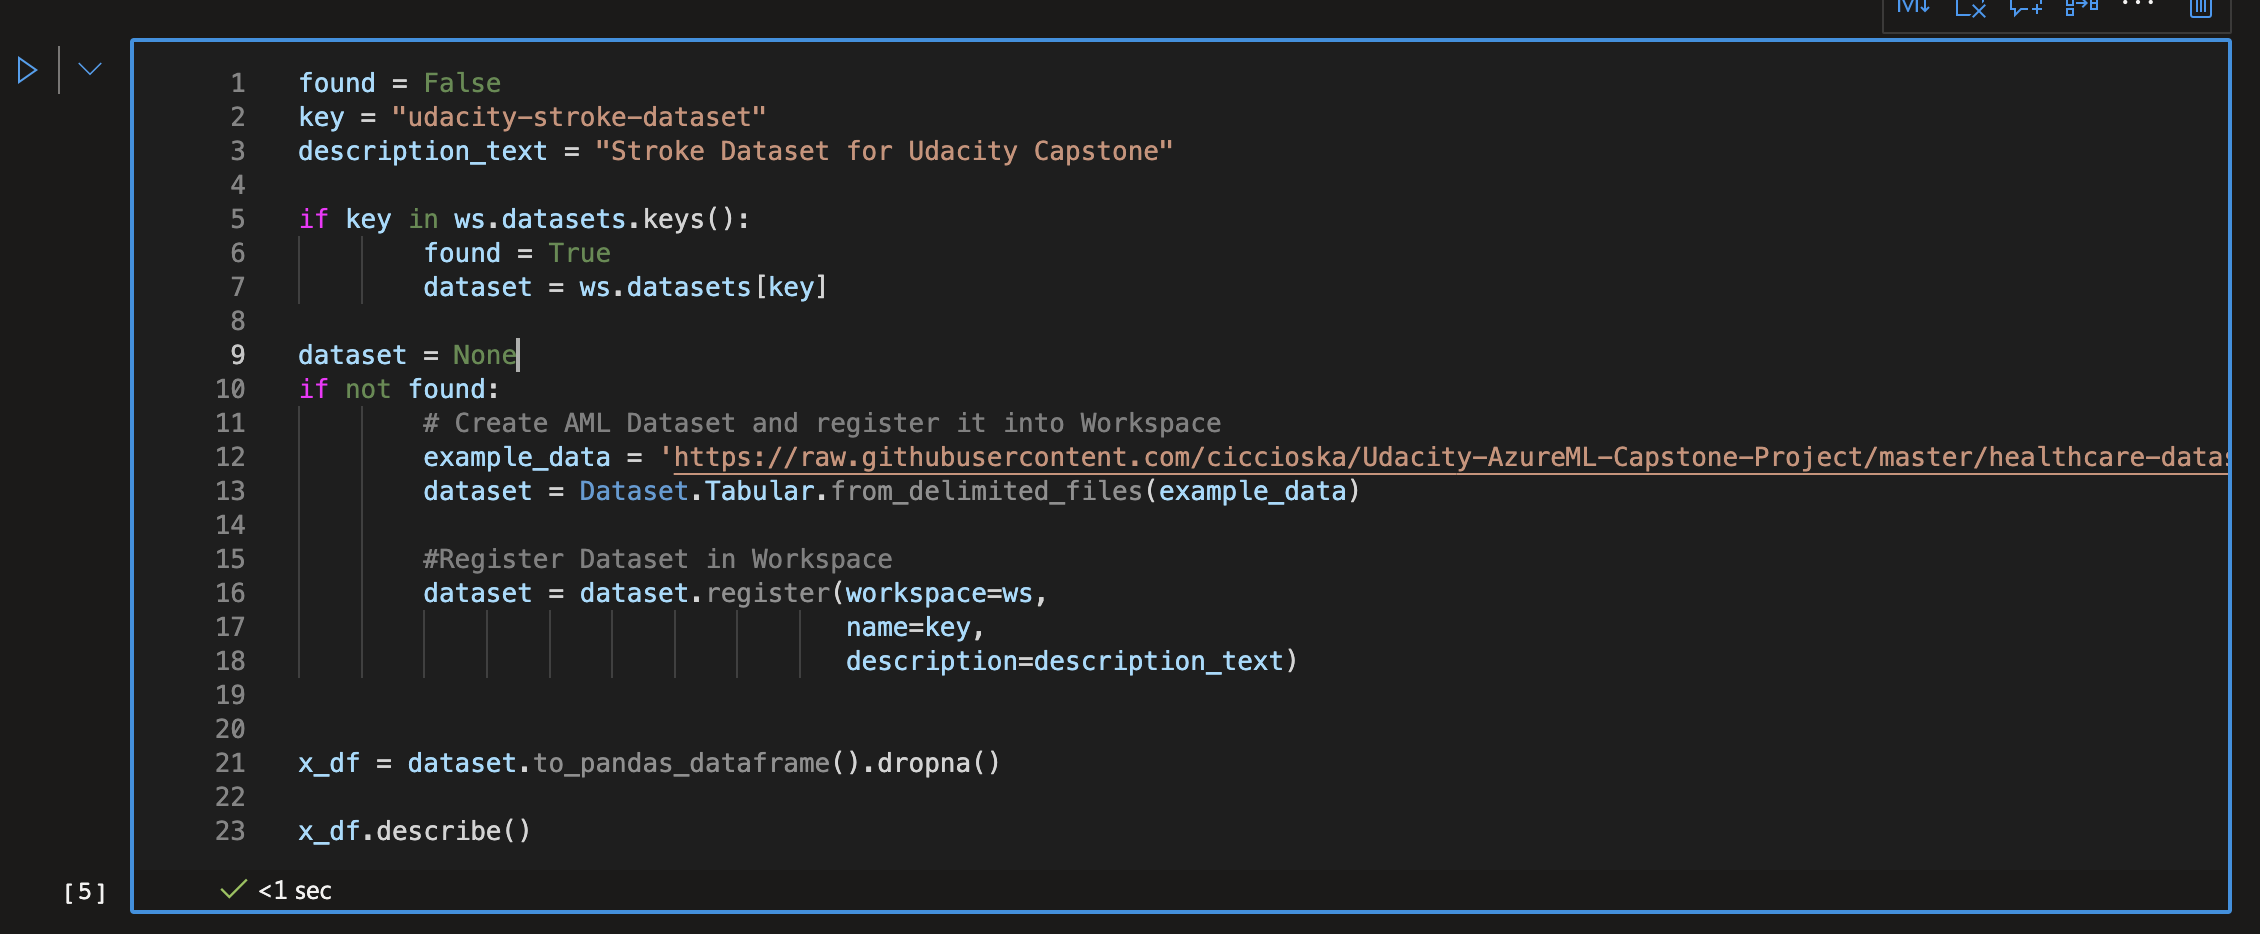 1 found = False
2 key = "udacity-stroke-dataset"
3 description_text = "Stroke Dataset for Udacity Capstone"
4
5 if key in ws.datasets.keys():
6 found = True
7 dataset = ws.datasets[key]
8
9 dataset = None
10 if not found:
11 # Create AML Dataset and register it into Workspace
12 example_data = 'https://raw.githubusercontent.com/ciccioska/Udacity-AzureML-Capstone-Project/master/healthcare-datas
13 dataset = Dataset.Tabular.from_delimited_files(example_data)
14
15 #Register Dataset in Workspace
16 dataset = dataset.register(workspace=ws,
17 name=key,
18 description=description_text)
19
20
21 x_df = dataset.to_pandas_dataframe().dropna()
22
23 x_df.describe()
[5] <1 sec